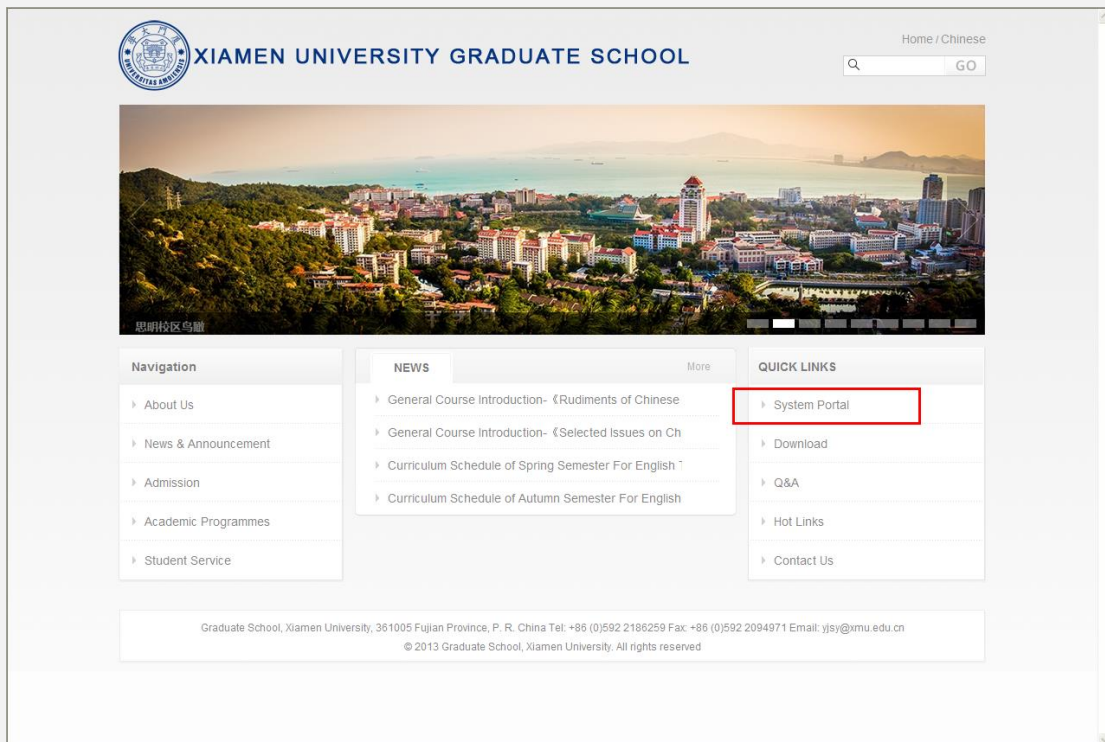 XIAMEN UNIVERSITY GRADUATE SCHOOL
Home / Chinese
GO
思明校区鸟瞰
Navigation
About Us
News & Announcement
Admission
Academic Programmes
Student Service
NEWS
More
General Course Introduction-《Rudiments of Chinese
General Course Introduction-《Selected Issues on Ch
Curriculum Schedule of Spring Semester For English
Curriculum Schedule of Autumn Semester For English
QUICK LINKS
System Portal
Download
Q&A
Hot Links
Contact Us
Graduate School, Xiamen University, 361005 Fujian Province, P. R. China Tel: +86 (0)592 2186259 Fax: +86 (0)592 2094971 Email: yjsy@xmu.edu.cn
© 2013 Graduate School, Xiamen University. All rights reserved